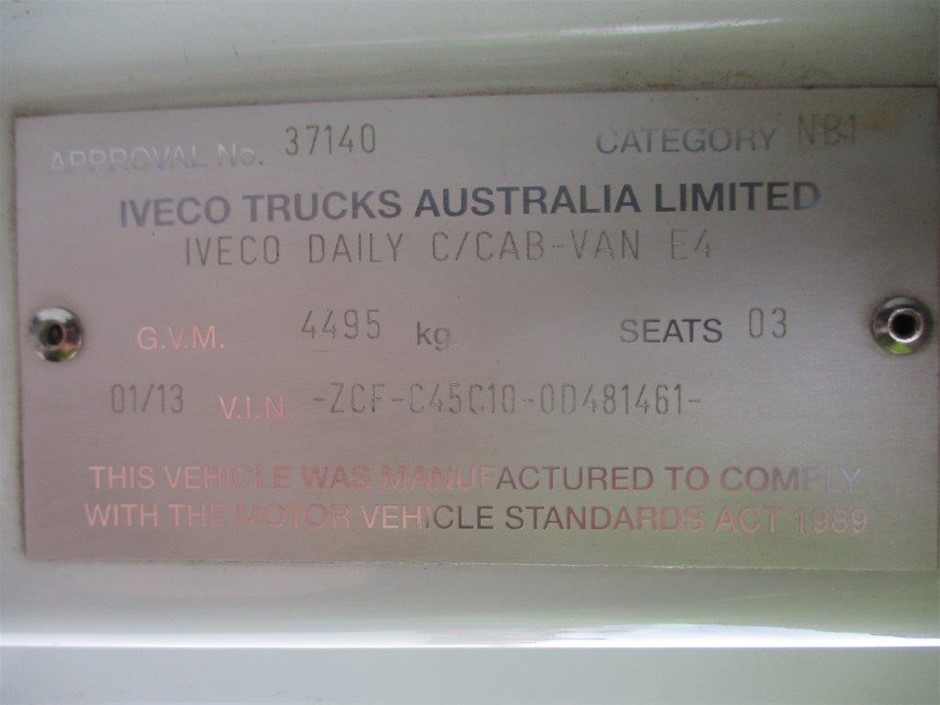 APPROVAL No. 37140 CATEGORY NB1
IVECO TRUCKS AUSTRALIA LIMITED
IVECO DAILY C/CAB-VAN E4
G.V.M. 4495 kg SEATS 03
01/13 V.I.N. -ZCF-C45C10-0D481461-
THIS VEHICLE WAS MANUFACTURED TO COMPLY
WITH THE MOTOR VEHICLE STANDARDS ACT 1989